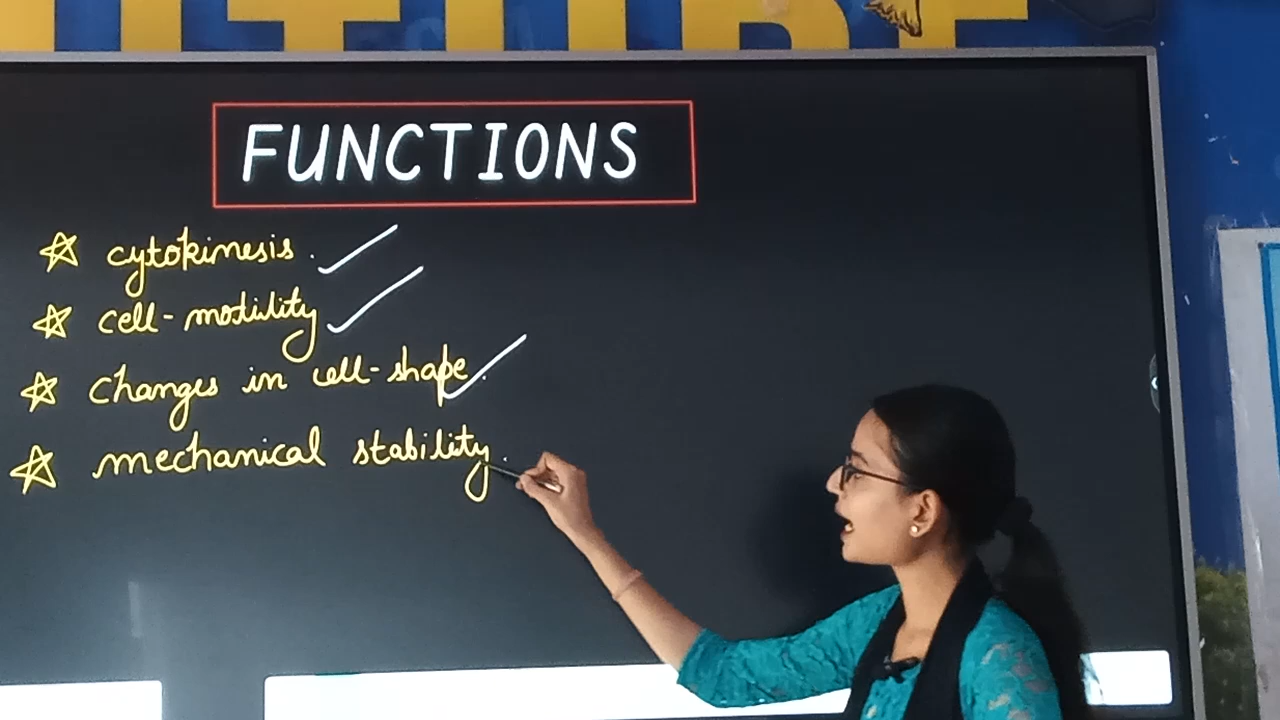 FUNCTIONS
☆ cytokinesis.
☆ cell-motility
☆ changes in cell-shape.
☆ mechanical stability.